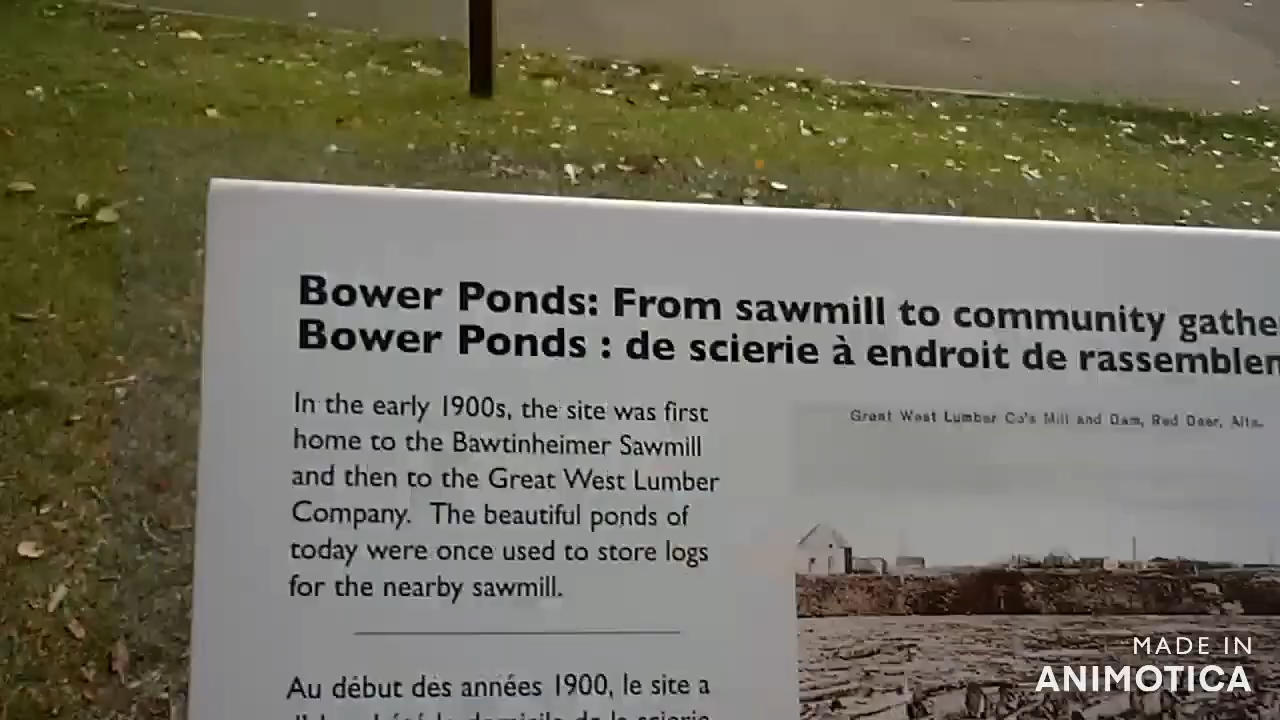 Bower Ponds: From sawmill to community
Bower Ponds : de scierie à endroit de
In the early 1900s, the site was first
home to the Bawtinheimer Sawmill
and then to the Great West Lumber
Company. The beautiful ponds of
today were once used to store logs
for the nearby sawmill.
Au début des années 1900, le site a
Great West Lumber Co's Mill and Dam, Red Deer, Alta.
MADE IN
ANIMOTICA